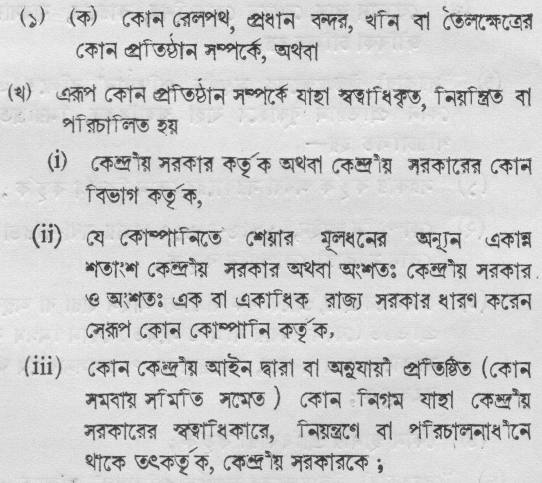 (১) (ক) কোন রেলপথ, প্রধান বন্দর, খনি বা তৈলক্ষেত্রের
কোন প্রতিষ্ঠান সম্পর্কে, অথবা
(খ) এরূপ কোন প্রতিষ্ঠান সম্পর্কে যাহা স্বত্বাধিকৃত, নিয়ন্ত্রিত বা
পরিচালিত হয়
(i) কেন্দ্রীয় সরকার কর্তৃক অথবা কেন্দ্রীয় সরকারের কোন
বিভাগ কর্তৃক,
(ii) যে কোম্পানিতে শেয়ার মূলধনের অন্যূন একান্ন
শতাংশ কেন্দ্রীয় সরকার অথবা অংশতঃ কেন্দ্রীয় সরকার
ও অংশতঃ এক বা একাধিক রাজ্য সরকার ধারণ করেন
সেরূপ কোন কোম্পানি কর্তৃক,
(iii) কোন কেন্দ্রীয় আইন দ্বারা বা অনুযায়ী প্রতিষ্ঠিত (কোন
সমবায় সমিতি সমেত) কোন নিগম যাহা কেন্দ্রীয়
সরকারের স্বত্বাধিকারে, নিয়ন্ত্রণে বা পরিচালনাধীনে
থাকে তৎকর্তৃক, কেন্দ্রীয় সরকারকে;